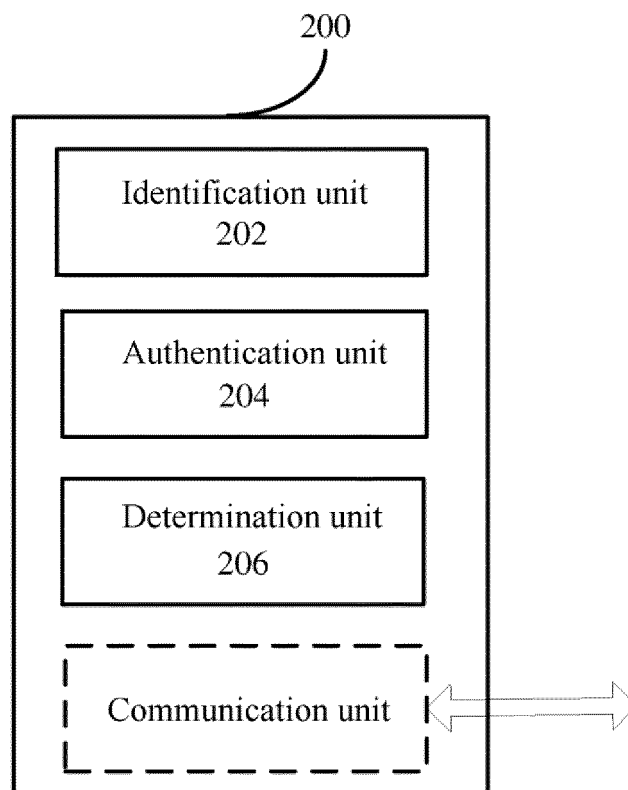 200
Identification unit
202
Authentication unit
204
Determination unit
206
Communication unit